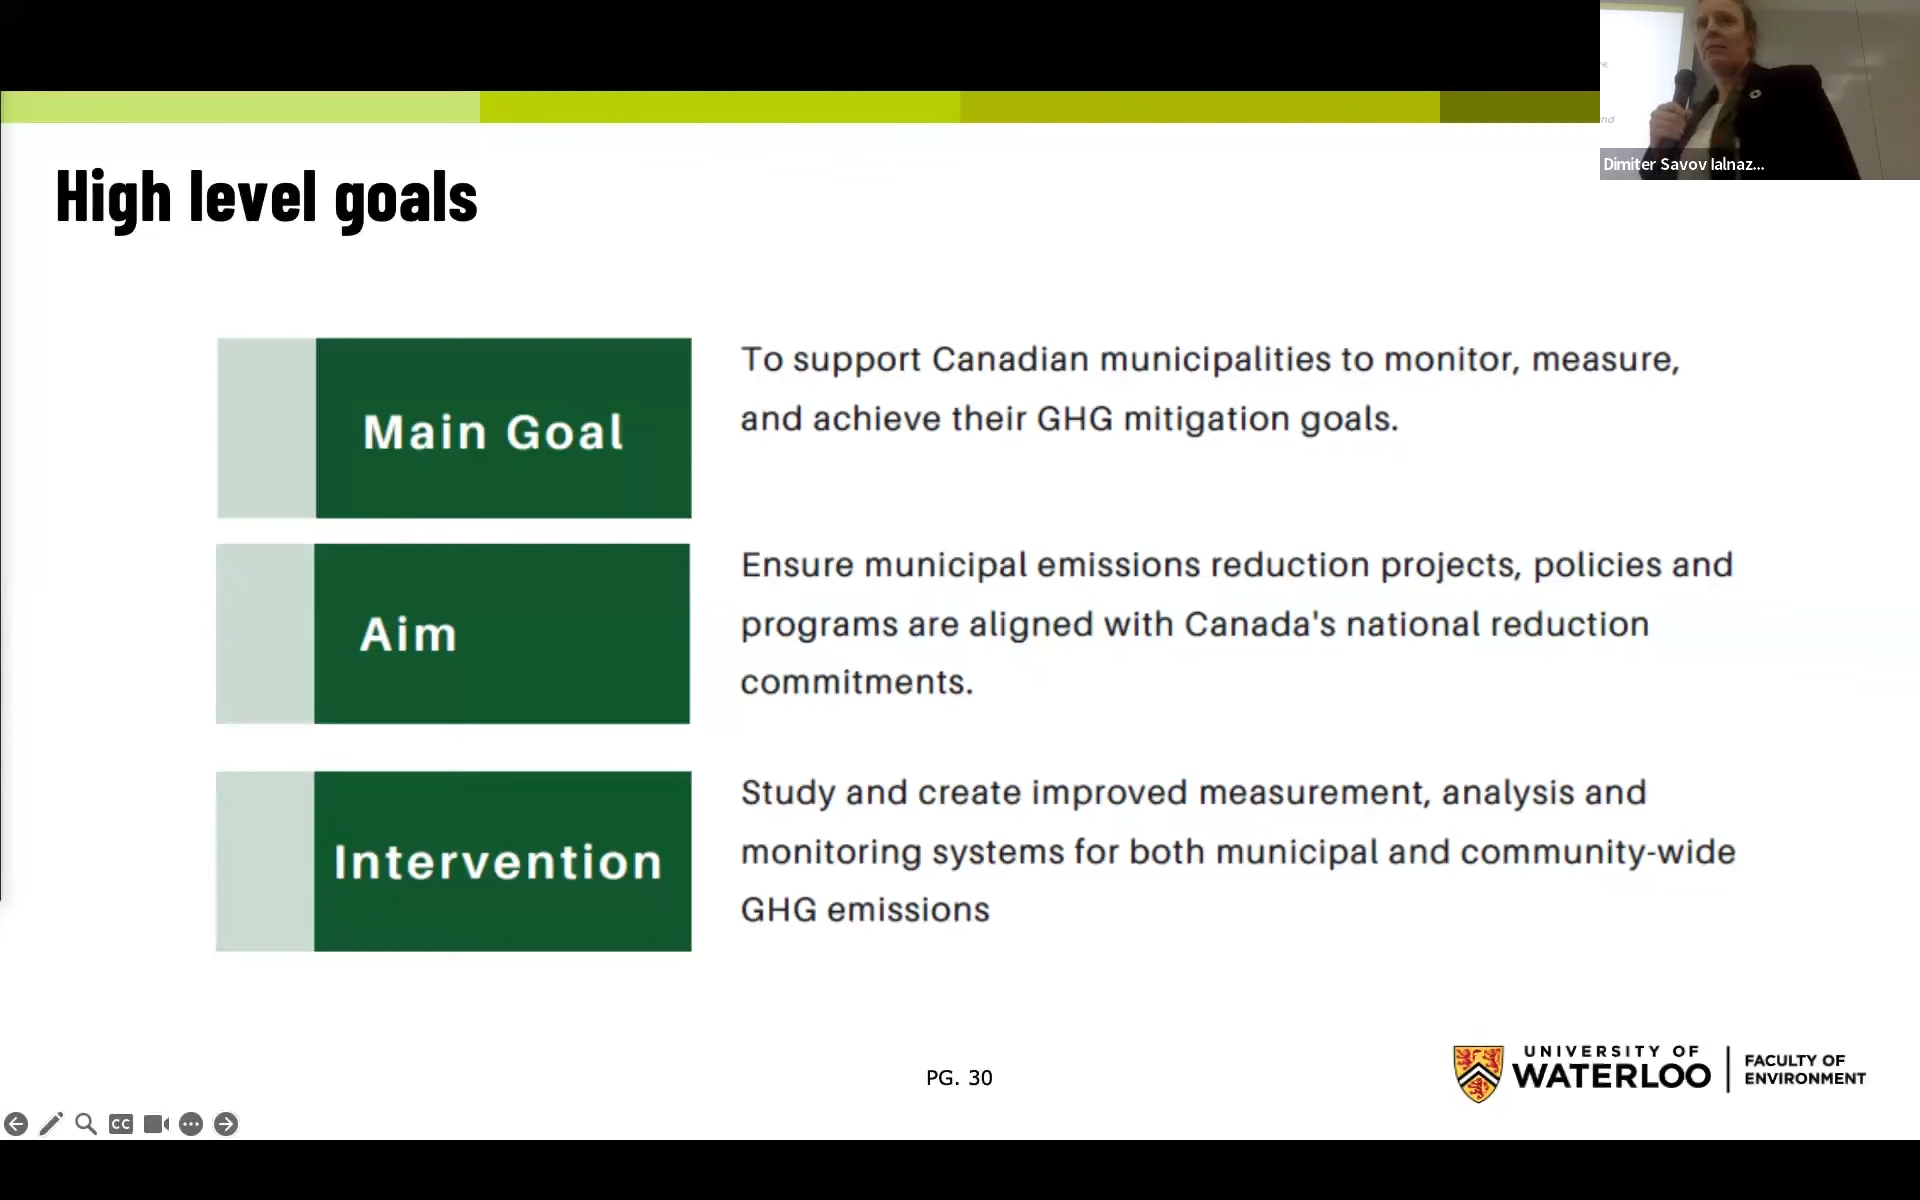 Dimiter Savov Ialnaz...
High level goals
Main Goal
To support Canadian municipalities to monitor, measure,
and achieve their GHG mitigation goals.
Aim
Ensure municipal emissions reduction projects, policies and
programs are aligned with Canada's national reduction
commitments.
Intervention
Study and create improved measurement, analysis and
monitoring systems for both municipal and community-wide
GHG emissions
PG. 30
UNIVERSITY OF
WATERLOO
FACULTY OF
ENVIRONMENT
CC